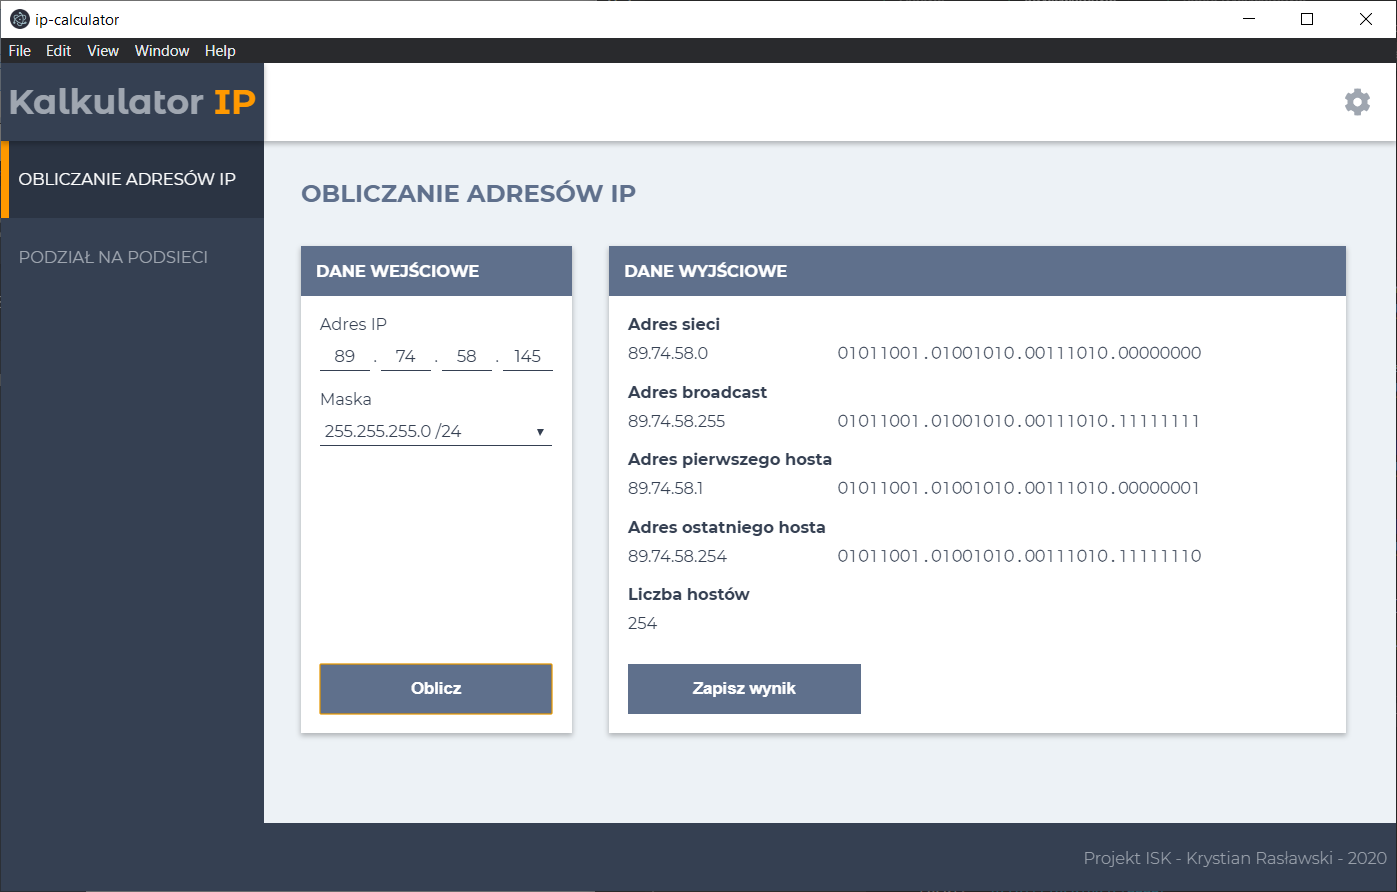 ip-calculator
File Edit View Window Help
Kalkulator IP
OBLICZANIE ADRESÓW IP
PODZIAŁ NA PODSIECI
OBLICZANIE ADRESÓW IP
DANE WEJŚCIOWE
Adres IP
89 . 74 . 58 . 145
Maska
255.255.255.0 /24
Oblicz
DANE WYJŚCIOWE
Adres sieci
89.74.58.0 01011001.01001010.00111010.00000000
Adres broadcast
89.74.58.255 01011001.01001010.00111010.11111111
Adres pierwszego hosta
89.74.58.1 01011001.01001010.00111010.00000001
Adres ostatniego hosta
89.74.58.254 01011001.01001010.00111010.11111110
Liczba hostów
254
Zapisz wynik
Projekt ISK - Krystian Rasławski - 2020